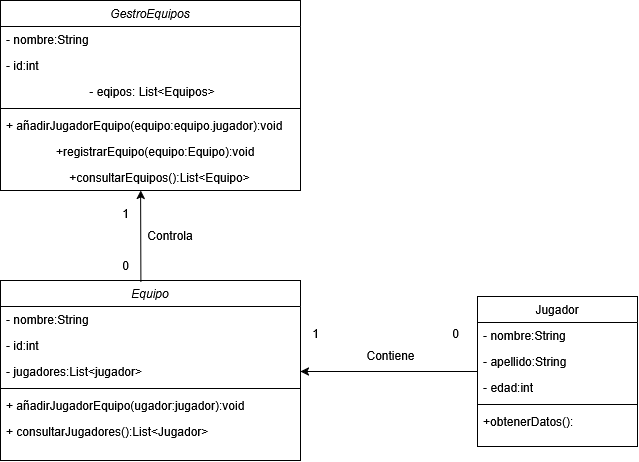 GestroEquipos
- nombre:String
- id:int
- eqipos: List<Equipos>
+ añadirJugadorEquipo(equipo:equipo.jugador):void
+registrarEquipo(equipo:Equipo):void
+consultarEquipos():List<Equipo>
1
Controla
0
Equipo
- nombre:String
- id:int
- jugadores:List<jugador>
+ añadirJugadorEquipo(ugador:jugador):void
+ consultarJugadores():List<Jugador>
1
0
Contiene
Jugador
- nombre:String
- apellido:String
- edad:int
+obtenerDatos():